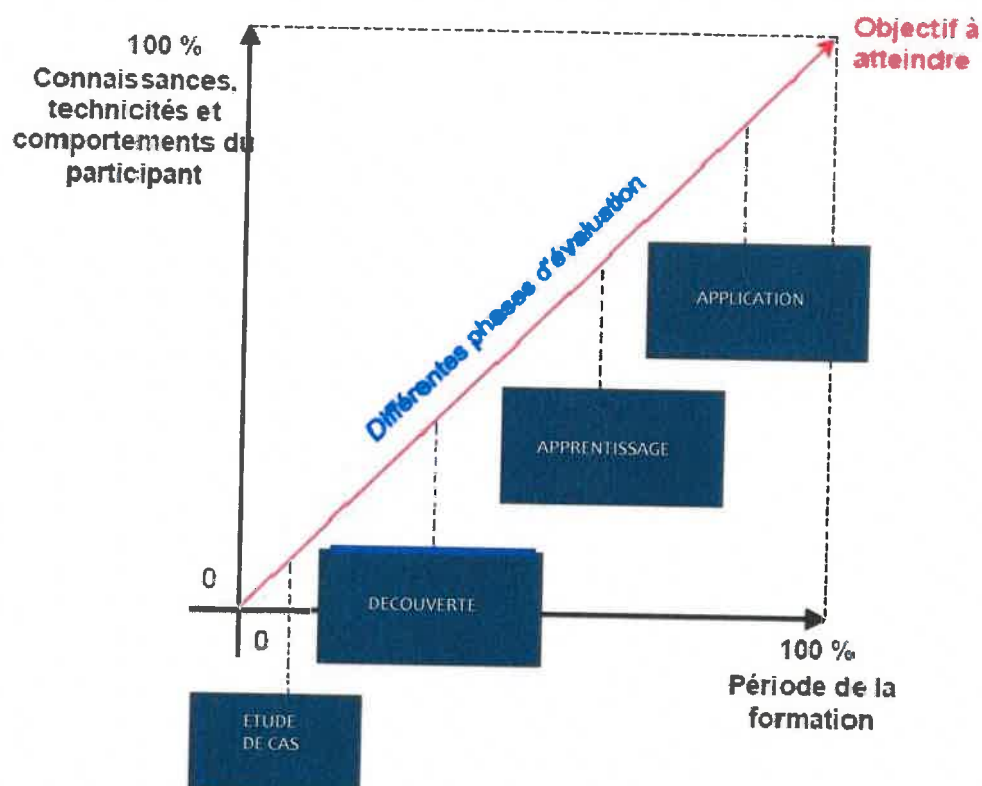 100 %
Connaissances,
technicités et
comportements du
participant
Objectif à
atteindre
Différentes phases d'évaluation
APPLICATION
APPRENTISSAGE
DECOUVERTE
0
0
100 %
Période de la
formation
ETUDE
DE CAS